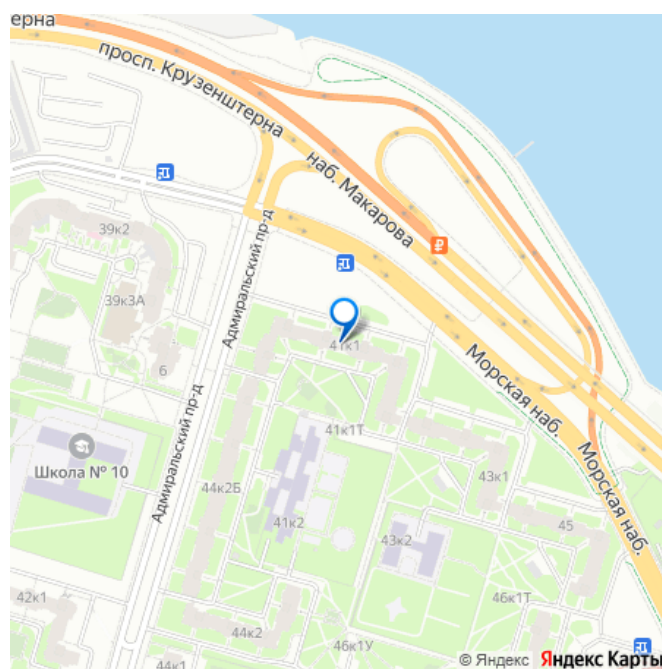 ерна
просп. Крузенштерна
наб. Макарова
₽
39к2
Адмиральский пр-д
39к3А
41к1
6
Морская наб.
Адмиральский пр-д
41к1Т
Школа № 10
43к1
Морская наб.
44к2Б
41к2
45
43к2
42к1
46к1Т
44к2
46к1У
44к1
© Яндекс Яндекс Карты